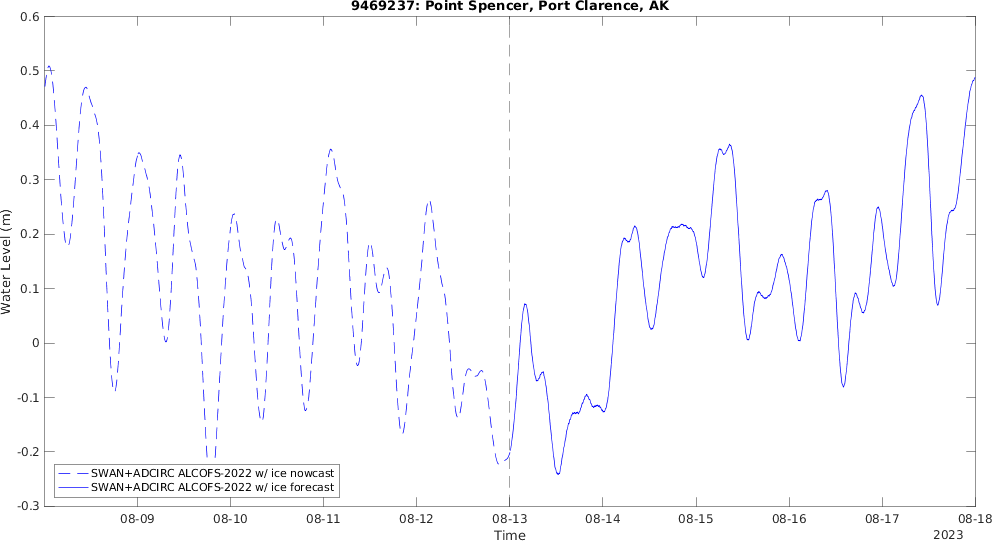 9469237: Point Spencer, Port Clarence, AK
0.6
0.5
0.4
0.3
0.2
0.1
0
-0.1
-0.2
-0.3
Water Level (m)
SWAN+ADCIRC ALCOFS-2022 w/ ice nowcast
SWAN+ADCIRC ALCOFS-2022 w/ ice forecast
08-09 08-10 08-11 08-12 08-13 08-14 08-15 08-16 08-17 08-18
Time
2023